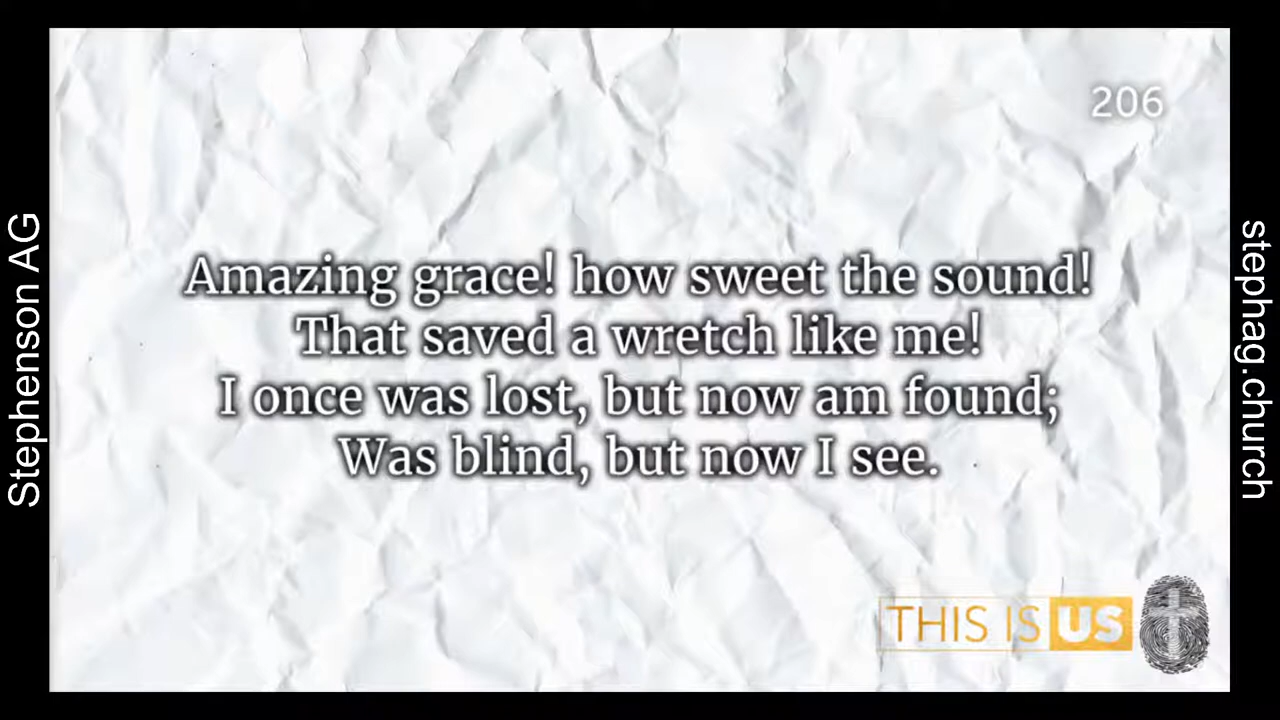 Stephenson AG
206
Amazing grace! how sweet the sound!
That saved a wretch like me!
I once was lost, but now am found;
Was blind, but now I see.
THIS IS US
stephag.church